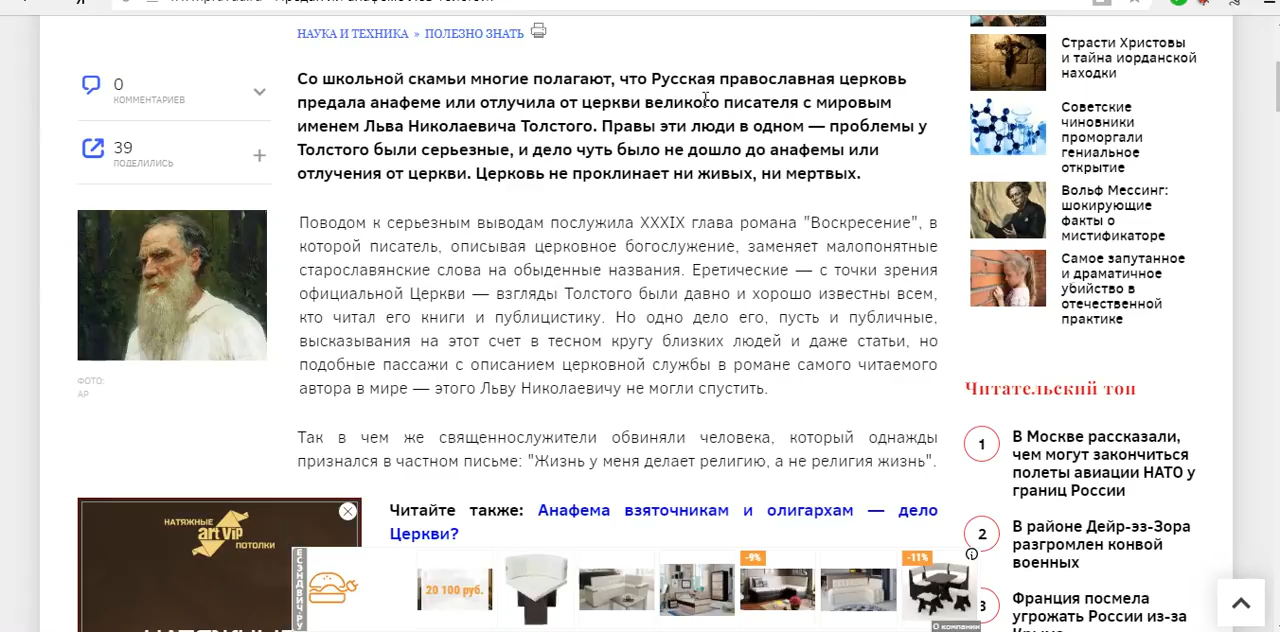 НАУКА И ТЕХНИКА » ПОЛЕЗНО ЗНАТЬ
0
КОММЕНТАРИЕВ
39
ПОДЕЛИЛИСЬ
ФОТО:
AP
Со школьной скамьи многие полагают, что Русская православная церковь
предала анафеме или отлучила от церкви великого писателя с мировым
именем Льва Николаевича Толстого. Правы эти люди в одном — проблемы у
Толстого были серьезные, и дело чуть было не дошло до анафемы или
отлучения от церкви. Церковь не проклинает ни живых, ни мертвых.
Поводом к серьезным выводам послужила XXXIX глава романа "Воскресение", в
которой писатель, описывая церковное богослужение, заменяет малопонятные
старославянские слова на обыденные названия. Еретические — с точки зрения
официальной Церкви — взгляды Толстого были давно и хорошо известны всем,
кто читал его книги и публицистику. Но одно дело его, пусть и публичные,
высказывания на этот счет в тесном кругу близких людей и даже статьи, но
подобные пассажи с описанием церковной службы в романе самого читаемого
автора в мире — этого Льву Николаевичу не могли спустить.
Так в чем же священнослужители обвиняли человека, который однажды
признался в частном письме: "Жизнь у меня делает религию, а не религия жизнь".
Читайте также: Анафема взяточникам и олигархам — дело
Церкви?
НАТЯЖНЫЕ
art Vip
ПОТОЛКИ
20 100 руб.
-9%
-11%
О компании
Страсти Христовы
и тайна иорданской
находки
Советские
чиновники
проморгали
гениальное
открытие
Вольф Мессинг:
шокирующие
факты о
мистификаторе
Самое запутанное
и драматичное
убийство в
отечественной
практике
Читательский топ
1
В Москве рассказали,
чем могут закончиться
полеты авиации НАТО у
границ России
2
В районе Дейр-эз-Зора
разгромлен конвой
военных
3
Франция посмела
угрожать России из-за